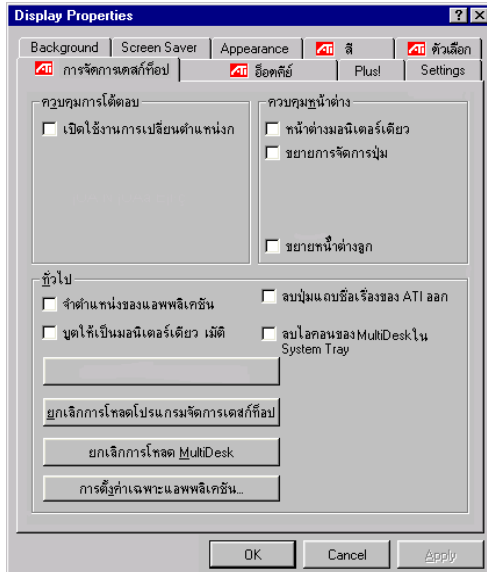 Display Properties
Background Screen Saver Appearance ATI สี ATI ตัวเลือก
ATI การจัดการเดสก์ท็อป ATI ฮ็อตคีย์ Plus! Settings
ควบคุมการโต้ตอบ
เปิดใช้งานการเปลี่ยนตำแหน่งก
ควบคุมหน้าต่าง
หน้าต่างมอนิเตอร์เดียว
ขยายการจัดการปุ่ม
ขยายหน้าต่างลูก
ทั่วไป
จำตำแหน่งของแอพพลิเคชัน
บูตให้เป็นมอนิเตอร์เดียว เมัติ
ลบปุ่มแถบชื่อเรื่องของ ATI ออก
ลบไอคอนของ MultiDesk ใน
System Tray
ยกเลิกการโหลดโปรแกรมจัดการเดสก์ท็อป
ยกเลิกการโหลด MultiDesk
การตั้งค่าเฉพาะแอพพลิเคชัน...
OK Cancel Apply